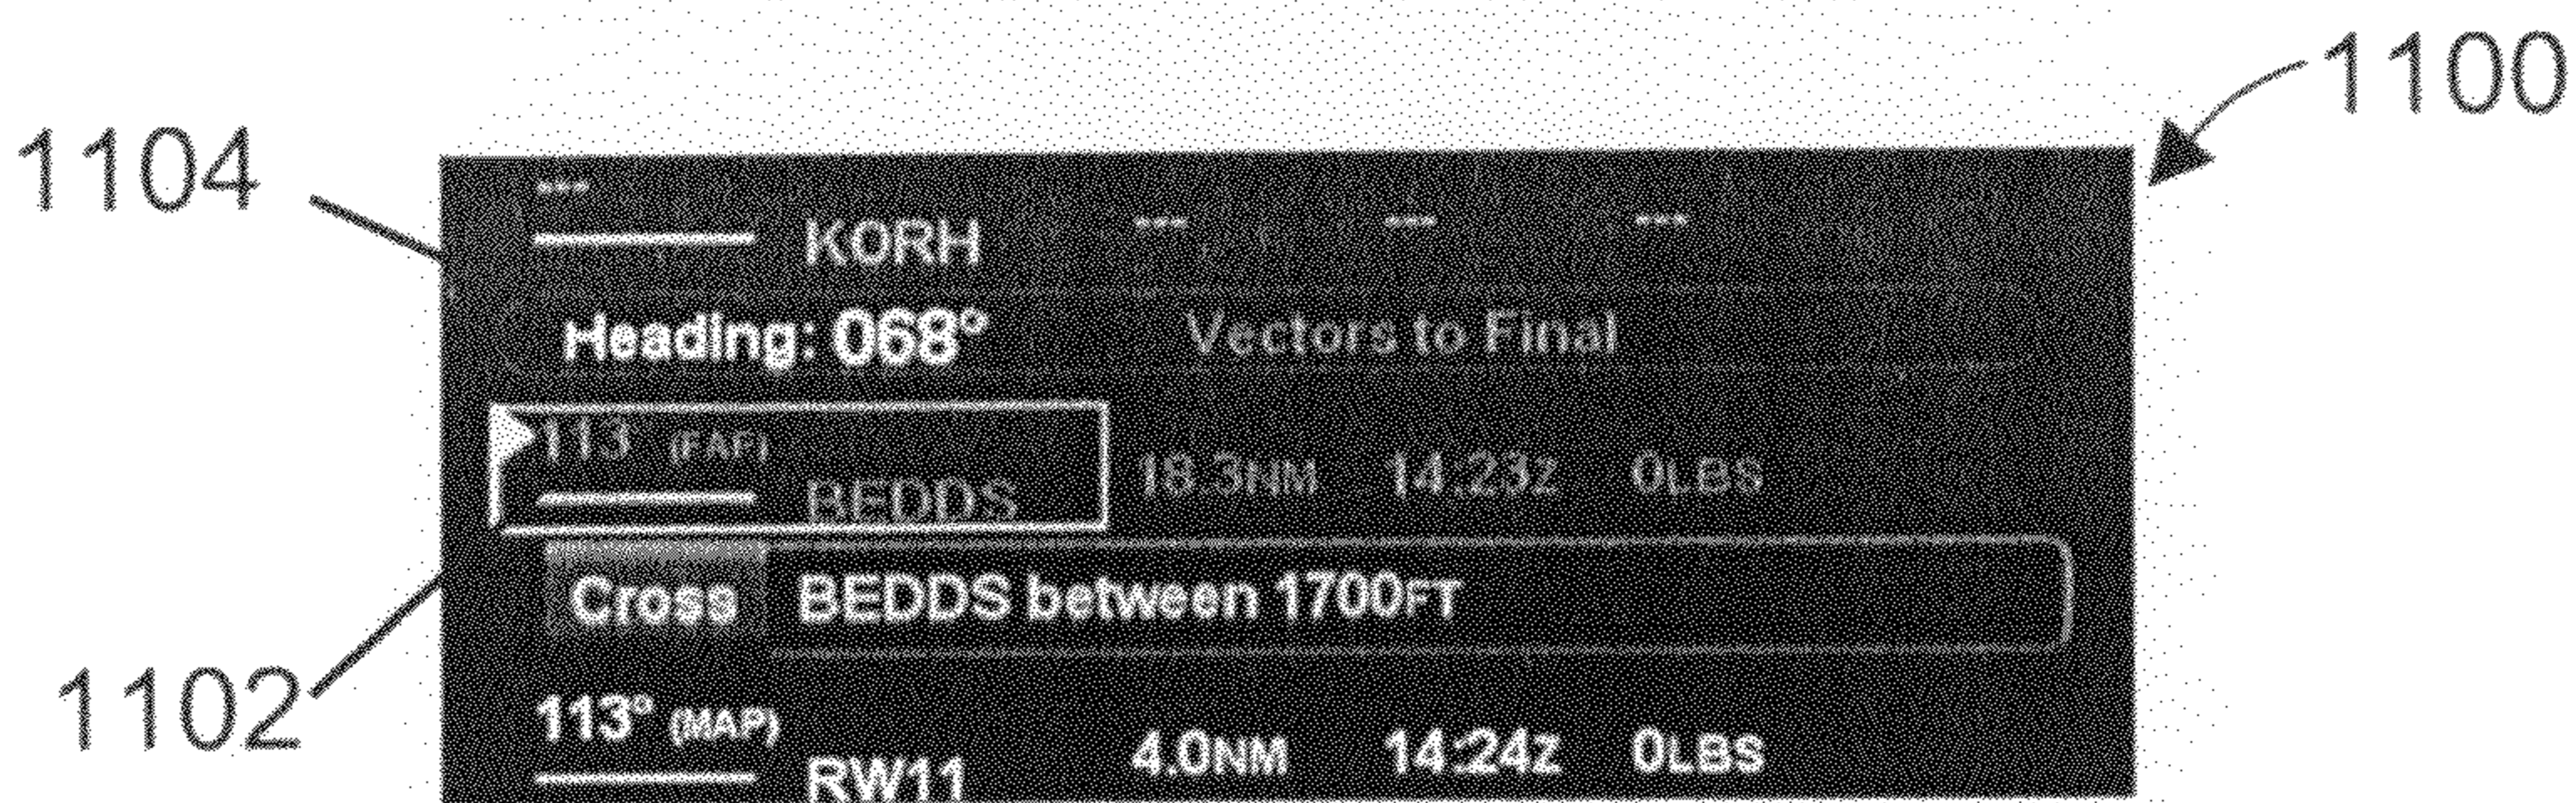 1100
1104
---
KORH --- --- ---
Heading: 068° Vectors to Final
113° (FAF)
BEDDS 18.3NM 14:23Z 0LBS
Cross BEDDS between 1700FT
1102
113° (MAP)
RW11 4.0NM 14:24Z 0LBS